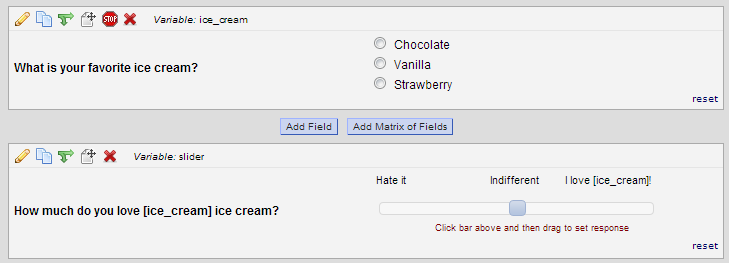 STOP Variable: ice_cream
What is your favorite ice cream?
Chocolate
Vanilla
Strawberry
reset
Add Field Add Matrix of Fields
Variable: slider
Hate it Indifferent I love [ice_cream]!
How much do you love [ice_cream] ice cream?
Click bar above and then drag to set response
reset